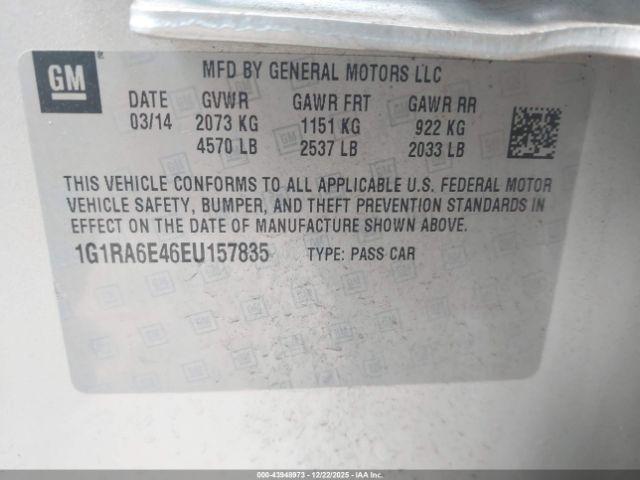 GM
MFD BY GENERAL MOTORS LLC
DATE GVWR GAWR FRT GAWR RR
03/14 2073 KG 1151 KG 922 KG
4570 LB 2537 LB 2033 LB
THIS VEHICLE CONFORMS TO ALL APPLICABLE U.S. FEDERAL MOTOR
VEHICLE SAFETY, BUMPER, AND THEFT PREVENTION STANDARDS IN
EFFECT ON THE DATE OF MANUFACTURE SHOWN ABOVE.
1G1RA6E46EU157835 TYPE: PASS CAR
000-43948973 12/22/2025 IAA Inc.